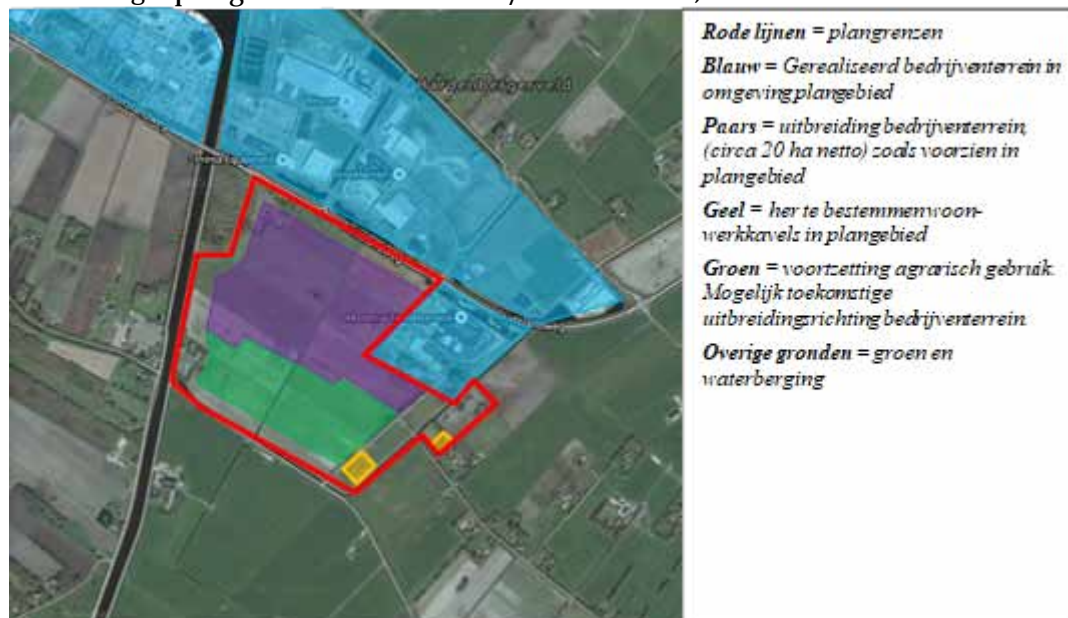 Rode lijnen = plangrenzen
Blauw = Gerealiseerd bedrijventerrein in
omgeving plangebied
Paars = uitbreiding bedrijventerrein,
(circa 20 ha netto) zoals voorzien in
plangebied
Geel = her te bestemmen woon-
werkkavels in plangebied
Groen = voortzetting agrarisch gebruik.
Mogelijk toekomstige
uitbreidingsrichting bedrijventerrein.
Overige gronden = groen en
waterberging